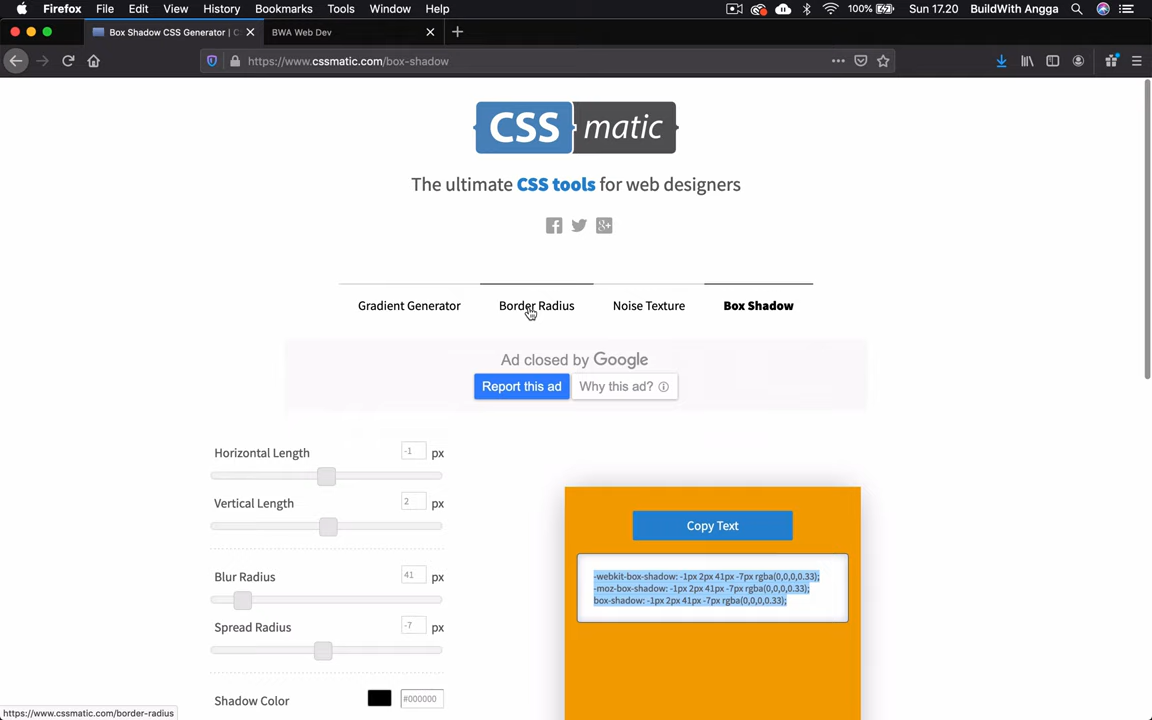 Firefox File Edit View History Bookmarks Tools Window Help 100% Sun 17.20 BuildWith Angga
Box Shadow CSS Generator | C
BWA Web Dev
https://www.cssmatic.com/box-shadow
CSS matic
The ultimate CSS tools for web designers
Gradient Generator Border Radius Noise Texture Box Shadow
Ad closed by Google
Report this ad Why this ad?
Horizontal Length -1 px
Vertical Length 2 px
Blur Radius 41 px
Spread Radius -7 px
Shadow Color #000000
Copy Text
-webkit-box-shadow: -1px 2px 41px -7px rgba(0,0,0,0.33);
-moz-box-shadow: -1px 2px 41px -7px rgba(0,0,0,0.33);
box-shadow: -1px 2px 41px -7px rgba(0,0,0,0.33);
https://www.cssmatic.com/border-radius